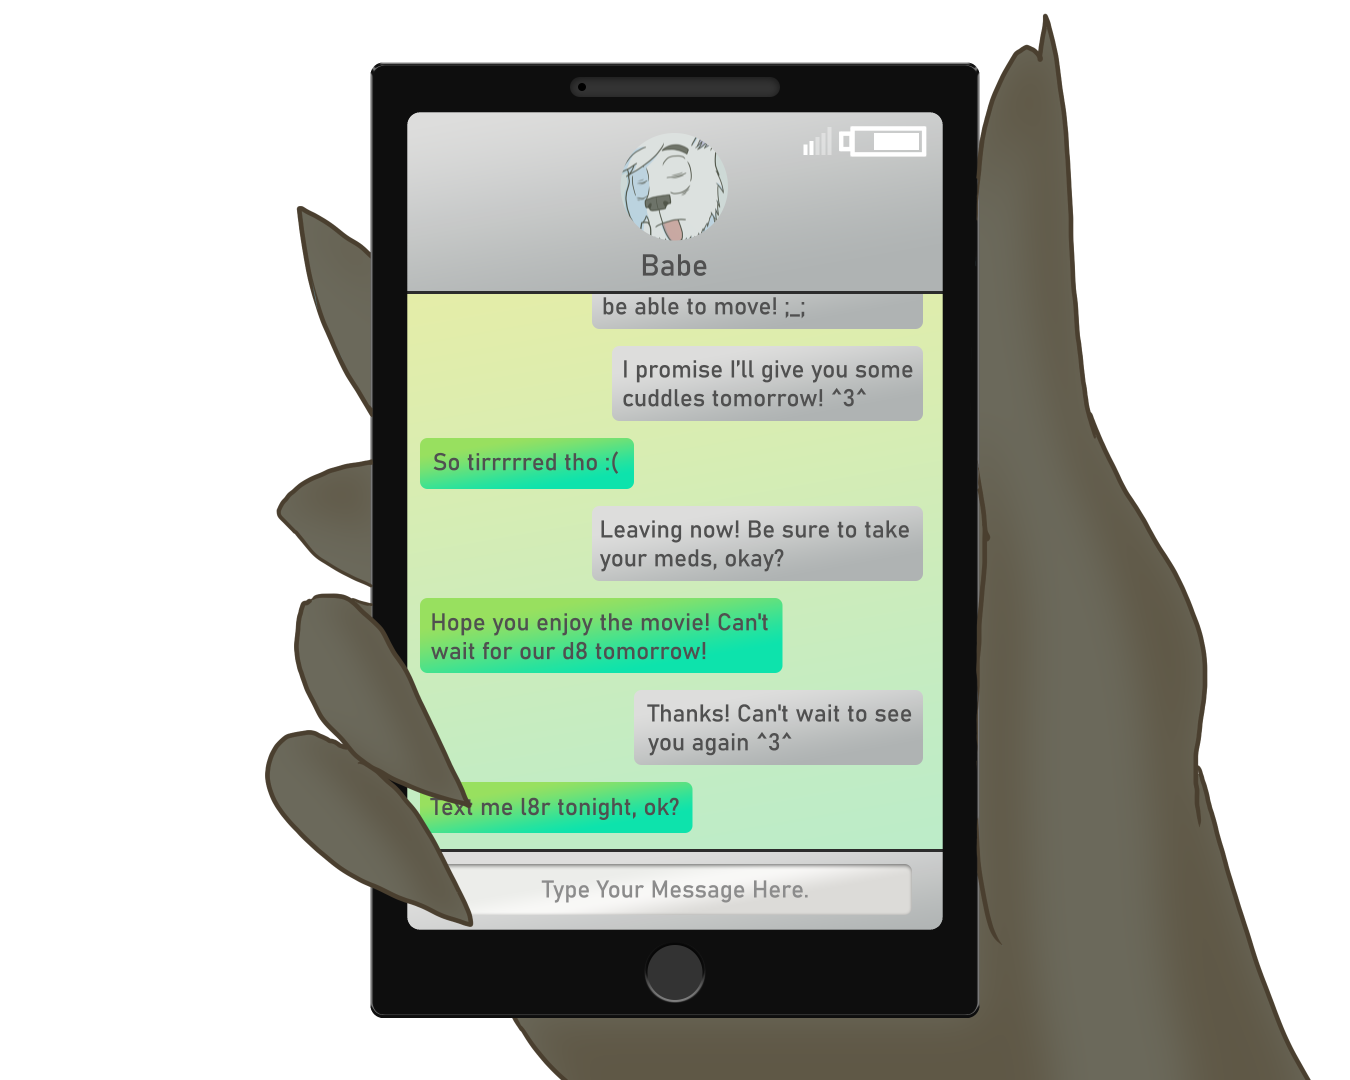 Babe
be able to move! ;_;
I promise I'll give you some
cuddles tomorrow! ^3^
So tirrrrred tho :(
Leaving now! Be sure to take
your meds, okay?
Hope you enjoy the movie! Can't
wait for our d8 tomorrow!
Thanks! Can't wait to see
you again ^3^
Text me l8r tonight, ok?
Type Your Message Here.